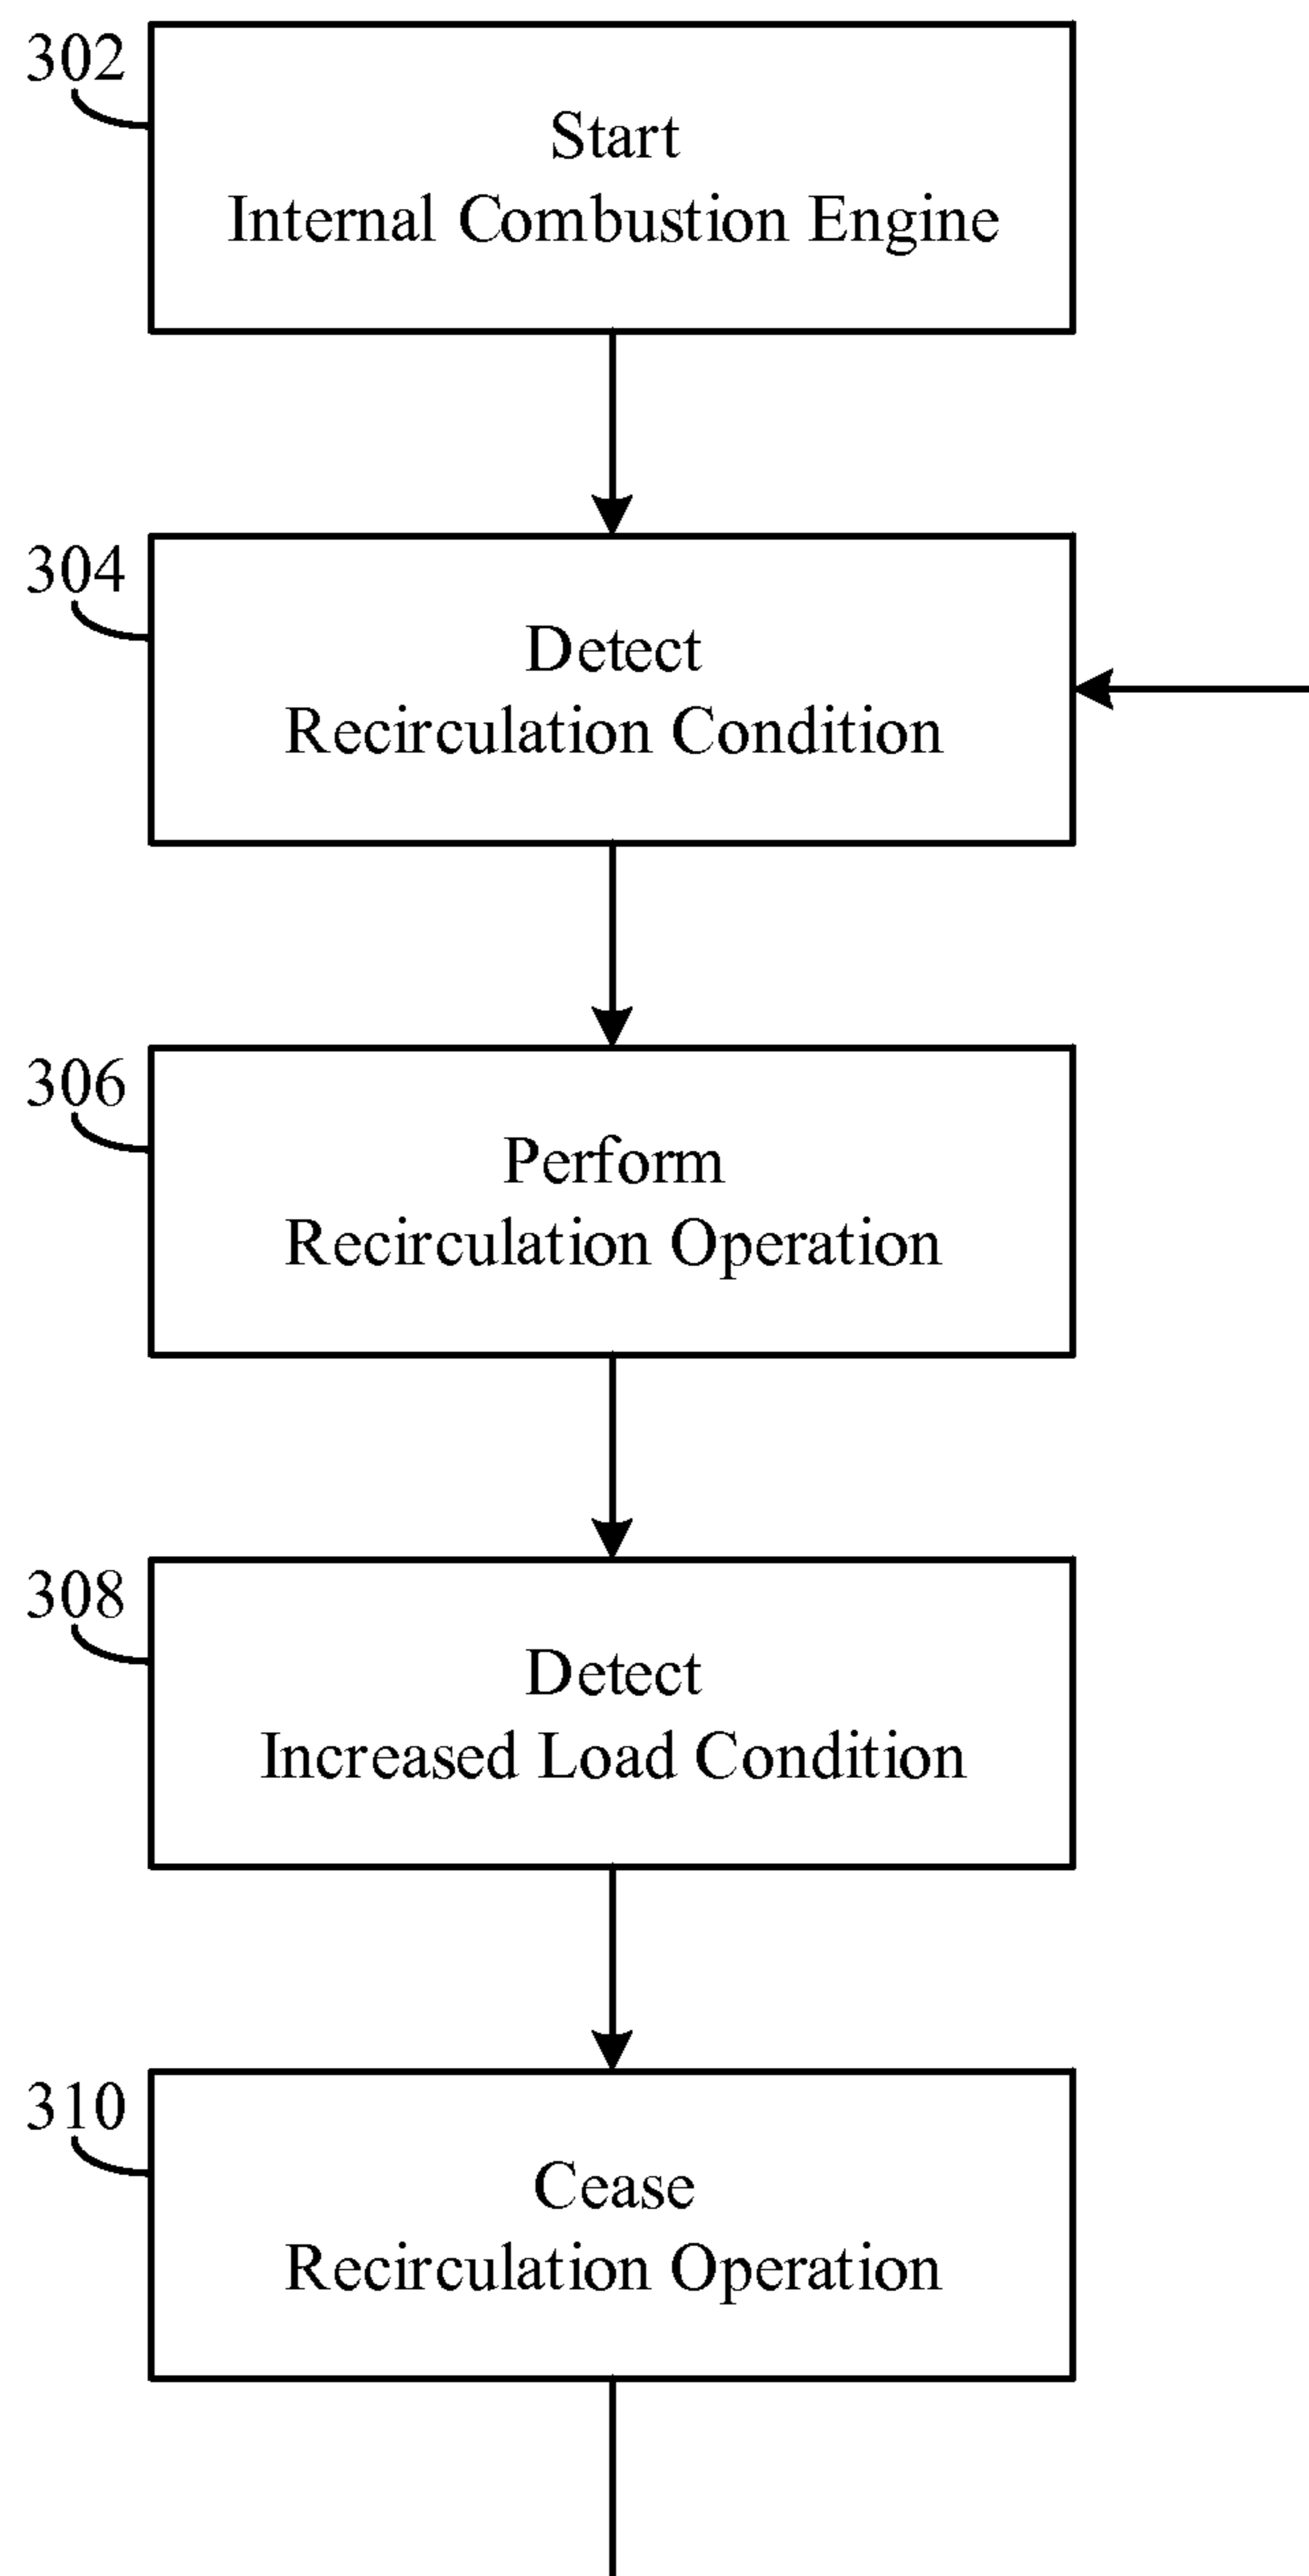 302
Start
Internal Combustion Engine
304
Detect
Recirculation Condition
306
Perform
Recirculation Operation
308
Detect
Increased Load Condition
310
Cease
Recirculation Operation